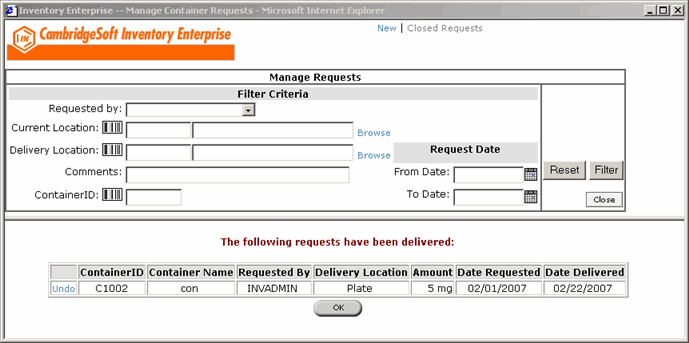 Inventory Enterprise -- Manage Container Requests - Microsoft Internet Explorer
CambridgeSoft Inventory Enterprise
New | Closed Requests
Manage Requests
Filter Criteria
Requested by:
Current Location: Browse
Delivery Location: Browse
Request Date
Comments:
From Date:
Reset Filter
ContainerID:
To Date:
Close
The following requests have been delivered:
ContainerID Container Name Requested By Delivery Location Amount Date Requested Date Delivered
Undo C1002 con INVADMIN Plate 5 mg 02/01/2007 02/22/2007
OK